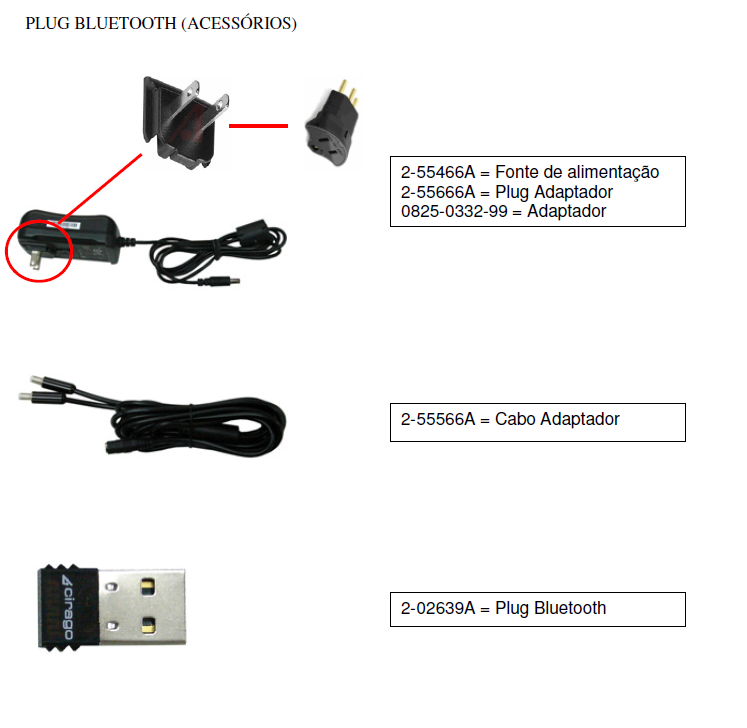 PLUG BLUETOOTH (ACESSÓRIOS)
2-55466A = Fonte de alimentação
2-55666A = Plug Adaptador
0825-0332-99 = Adaptador
2-55566A = Cabo Adaptador
cirago
2-02639A = Plug Bluetooth